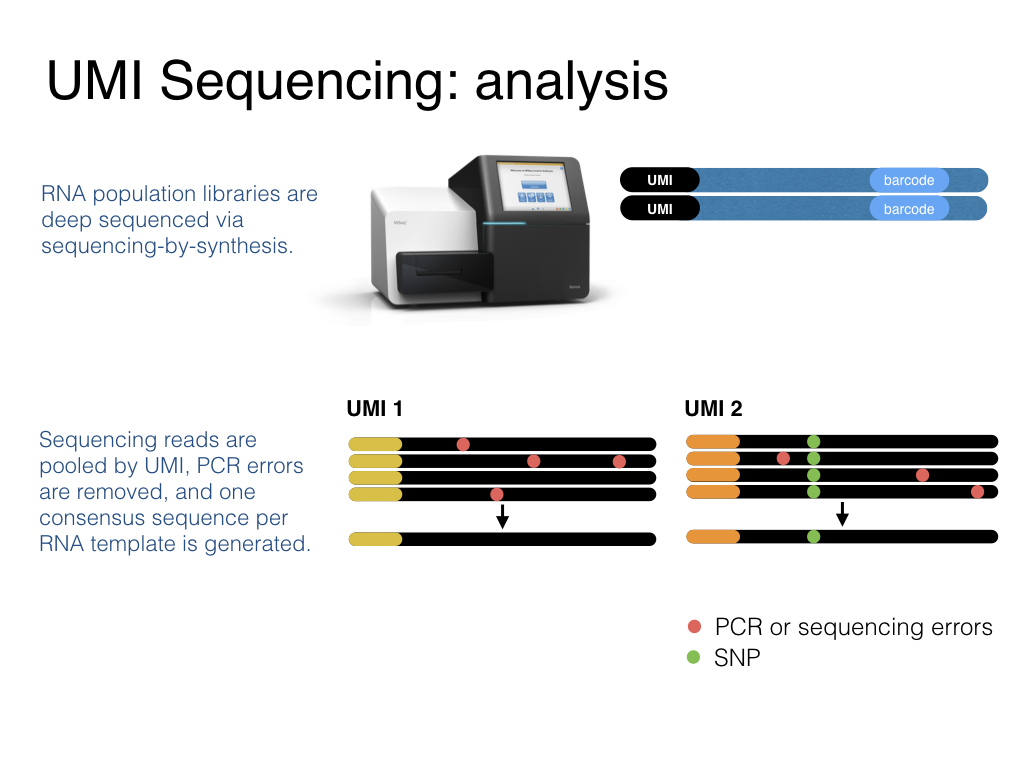 UMI Sequencing: analysis
RNA population libraries are
deep sequenced via
sequencing-by-synthesis.
UMI
barcode
UMI
barcode
Sequencing reads are
pooled by UMI, PCR errors
are removed, and one
consensus sequence per
RNA template is generated.
UMI 1
UMI 2
PCR or sequencing errors
SNP